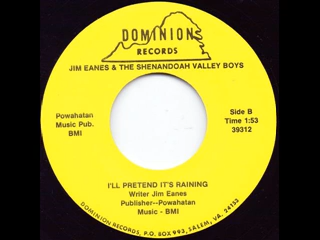 DOMINION
RECORDS
JIM EANES & THE SHENANDOAH VALLEY BOYS
Powahatan
Music Pub.
BMI
Side B
Time 1:53
39312
I'LL PRETEND IT'S RAINING
Writer Jim Eanes
Publisher--Powahatan
Music - BMI
DOMINION RECORDS, P.O. BOX 993, SALEM, VA. 24153